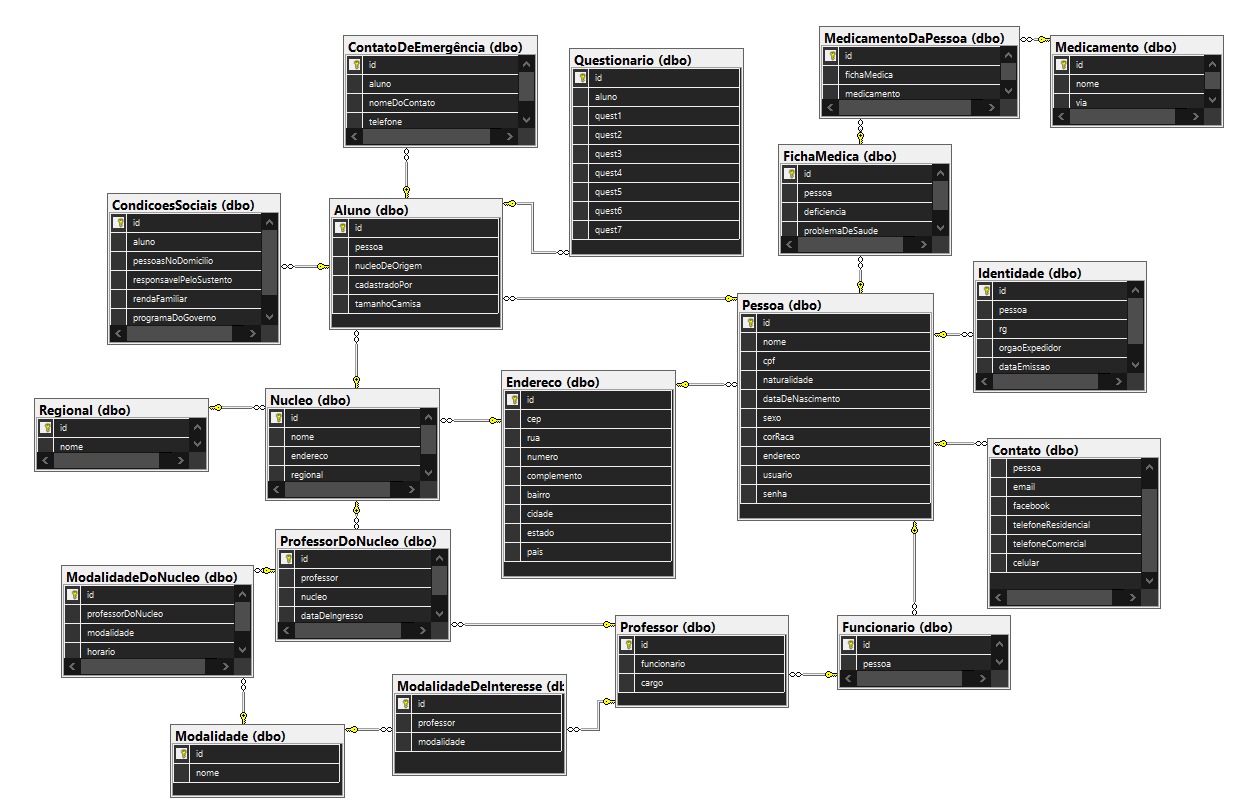 ContatoDeEmergência (dbo)
id
aluno
nomeDoContato
telefone
Questionario (dbo)
id
aluno
quest1
quest2
quest3
quest4
quest5
quest6
quest7
MedicamentoDaPessoa (dbo)
id
fichaMedica
medicamento
Medicamento (dbo)
id
nome
via
FichaMedica (dbo)
id
pessoa
deficiencia
problemaDeSaude
CondicoesSociais (dbo)
id
aluno
pessoasNoDomicilio
responsavelPeloSustento
rendaFamiliar
programaDoGoverno
Aluno (dbo)
id
pessoa
nucleoDeOrigem
cadastradoPor
tamanhoCamisa
Identidade (dbo)
id
pessoa
rg
orgaoExpedidor
dataEmissao
Pessoa (dbo)
id
nome
cpf
naturalidade
dataDeNascimento
sexo
corRaca
endereco
usuario
senha
Endereco (dbo)
id
cep
rua
numero
complemento
bairro
cidade
estado
pais
Regional (dbo)
id
nome
Nucleo (dbo)
id
nome
endereco
regional
Contato (dbo)
pessoa
email
facebook
telefoneResidencial
telefoneComercial
celular
ProfessorDoNucleo (dbo)
id
professor
nucleo
dataDeIngresso
ModalidadeDoNucleo (dbo)
id
professorDoNucleo
modalidade
horario
Professor (dbo)
id
funcionario
cargo
Funcionario (dbo)
id
pessoa
ModalidadeDeInteresse (db
id
professor
modalidade
Modalidade (dbo)
id
nome